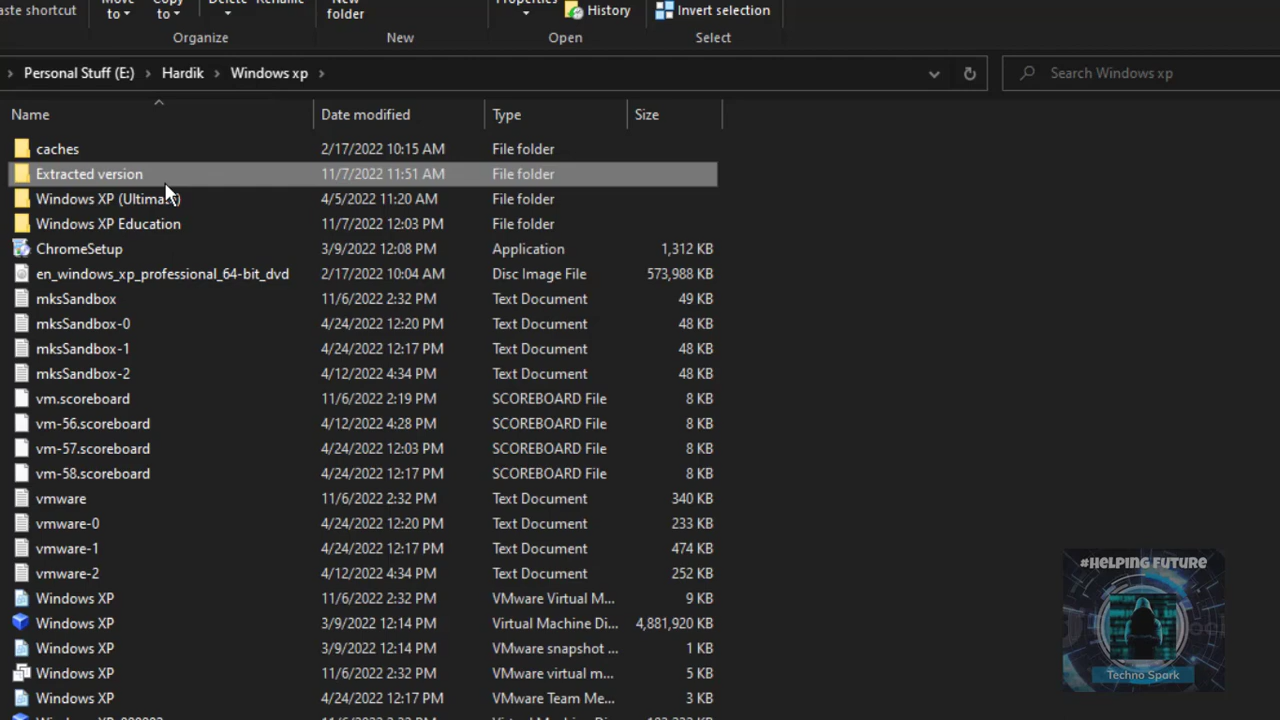 aste shortcut
Move to
Copy to
Delete
Rename
New folder
Properties
History
Invert selection
Organize New Open Select
Personal Stuff (E:) Hardik Windows xp Search Windows xp
Name Date modified Type Size
caches 2/17/2022 10:15 AM File folder
Extracted version 11/7/2022 11:51 AM File folder
Windows XP (Ultimate) 4/5/2022 11:20 AM File folder
Windows XP Education 11/7/2022 12:03 PM File folder
ChromeSetup 3/9/2022 12:08 PM Application 1,312 KB
en_windows_xp_professional_64-bit_dvd 2/17/2022 10:04 AM Disc Image File 573,988 KB
mksSandbox 11/6/2022 2:32 PM Text Document 49 KB
mksSandbox-0 4/24/2022 12:20 PM Text Document 48 KB
mksSandbox-1 4/24/2022 12:17 PM Text Document 48 KB
mksSandbox-2 4/12/2022 4:34 PM Text Document 48 KB
vm.scoreboard 11/6/2022 2:19 PM SCOREBOARD File 8 KB
vm-56.scoreboard 4/12/2022 4:28 PM SCOREBOARD File 8 KB
vm-57.scoreboard 4/24/2022 12:03 PM SCOREBOARD File 8 KB
vm-58.scoreboard 4/24/2022 12:17 PM SCOREBOARD File 8 KB
vmware 11/6/2022 2:32 PM Text Document 340 KB
vmware-0 4/24/2022 12:20 PM Text Document 233 KB
vmware-1 4/24/2022 12:17 PM Text Document 474 KB
vmware-2 4/12/2022 4:34 PM Text Document 252 KB
Windows XP 11/6/2022 2:32 PM VMware Virtual M... 9 KB
Windows XP 3/9/2022 12:14 PM Virtual Machine Di... 4,881,920 KB
Windows XP 3/9/2022 12:14 PM VMware snapshot ... 1 KB
Windows XP 11/6/2022 2:32 PM VMware virtual m... 5 KB
Windows XP 4/24/2022 12:17 PM VMware Team Me... 3 KB
#HELPING FUTURE
Techno Spark